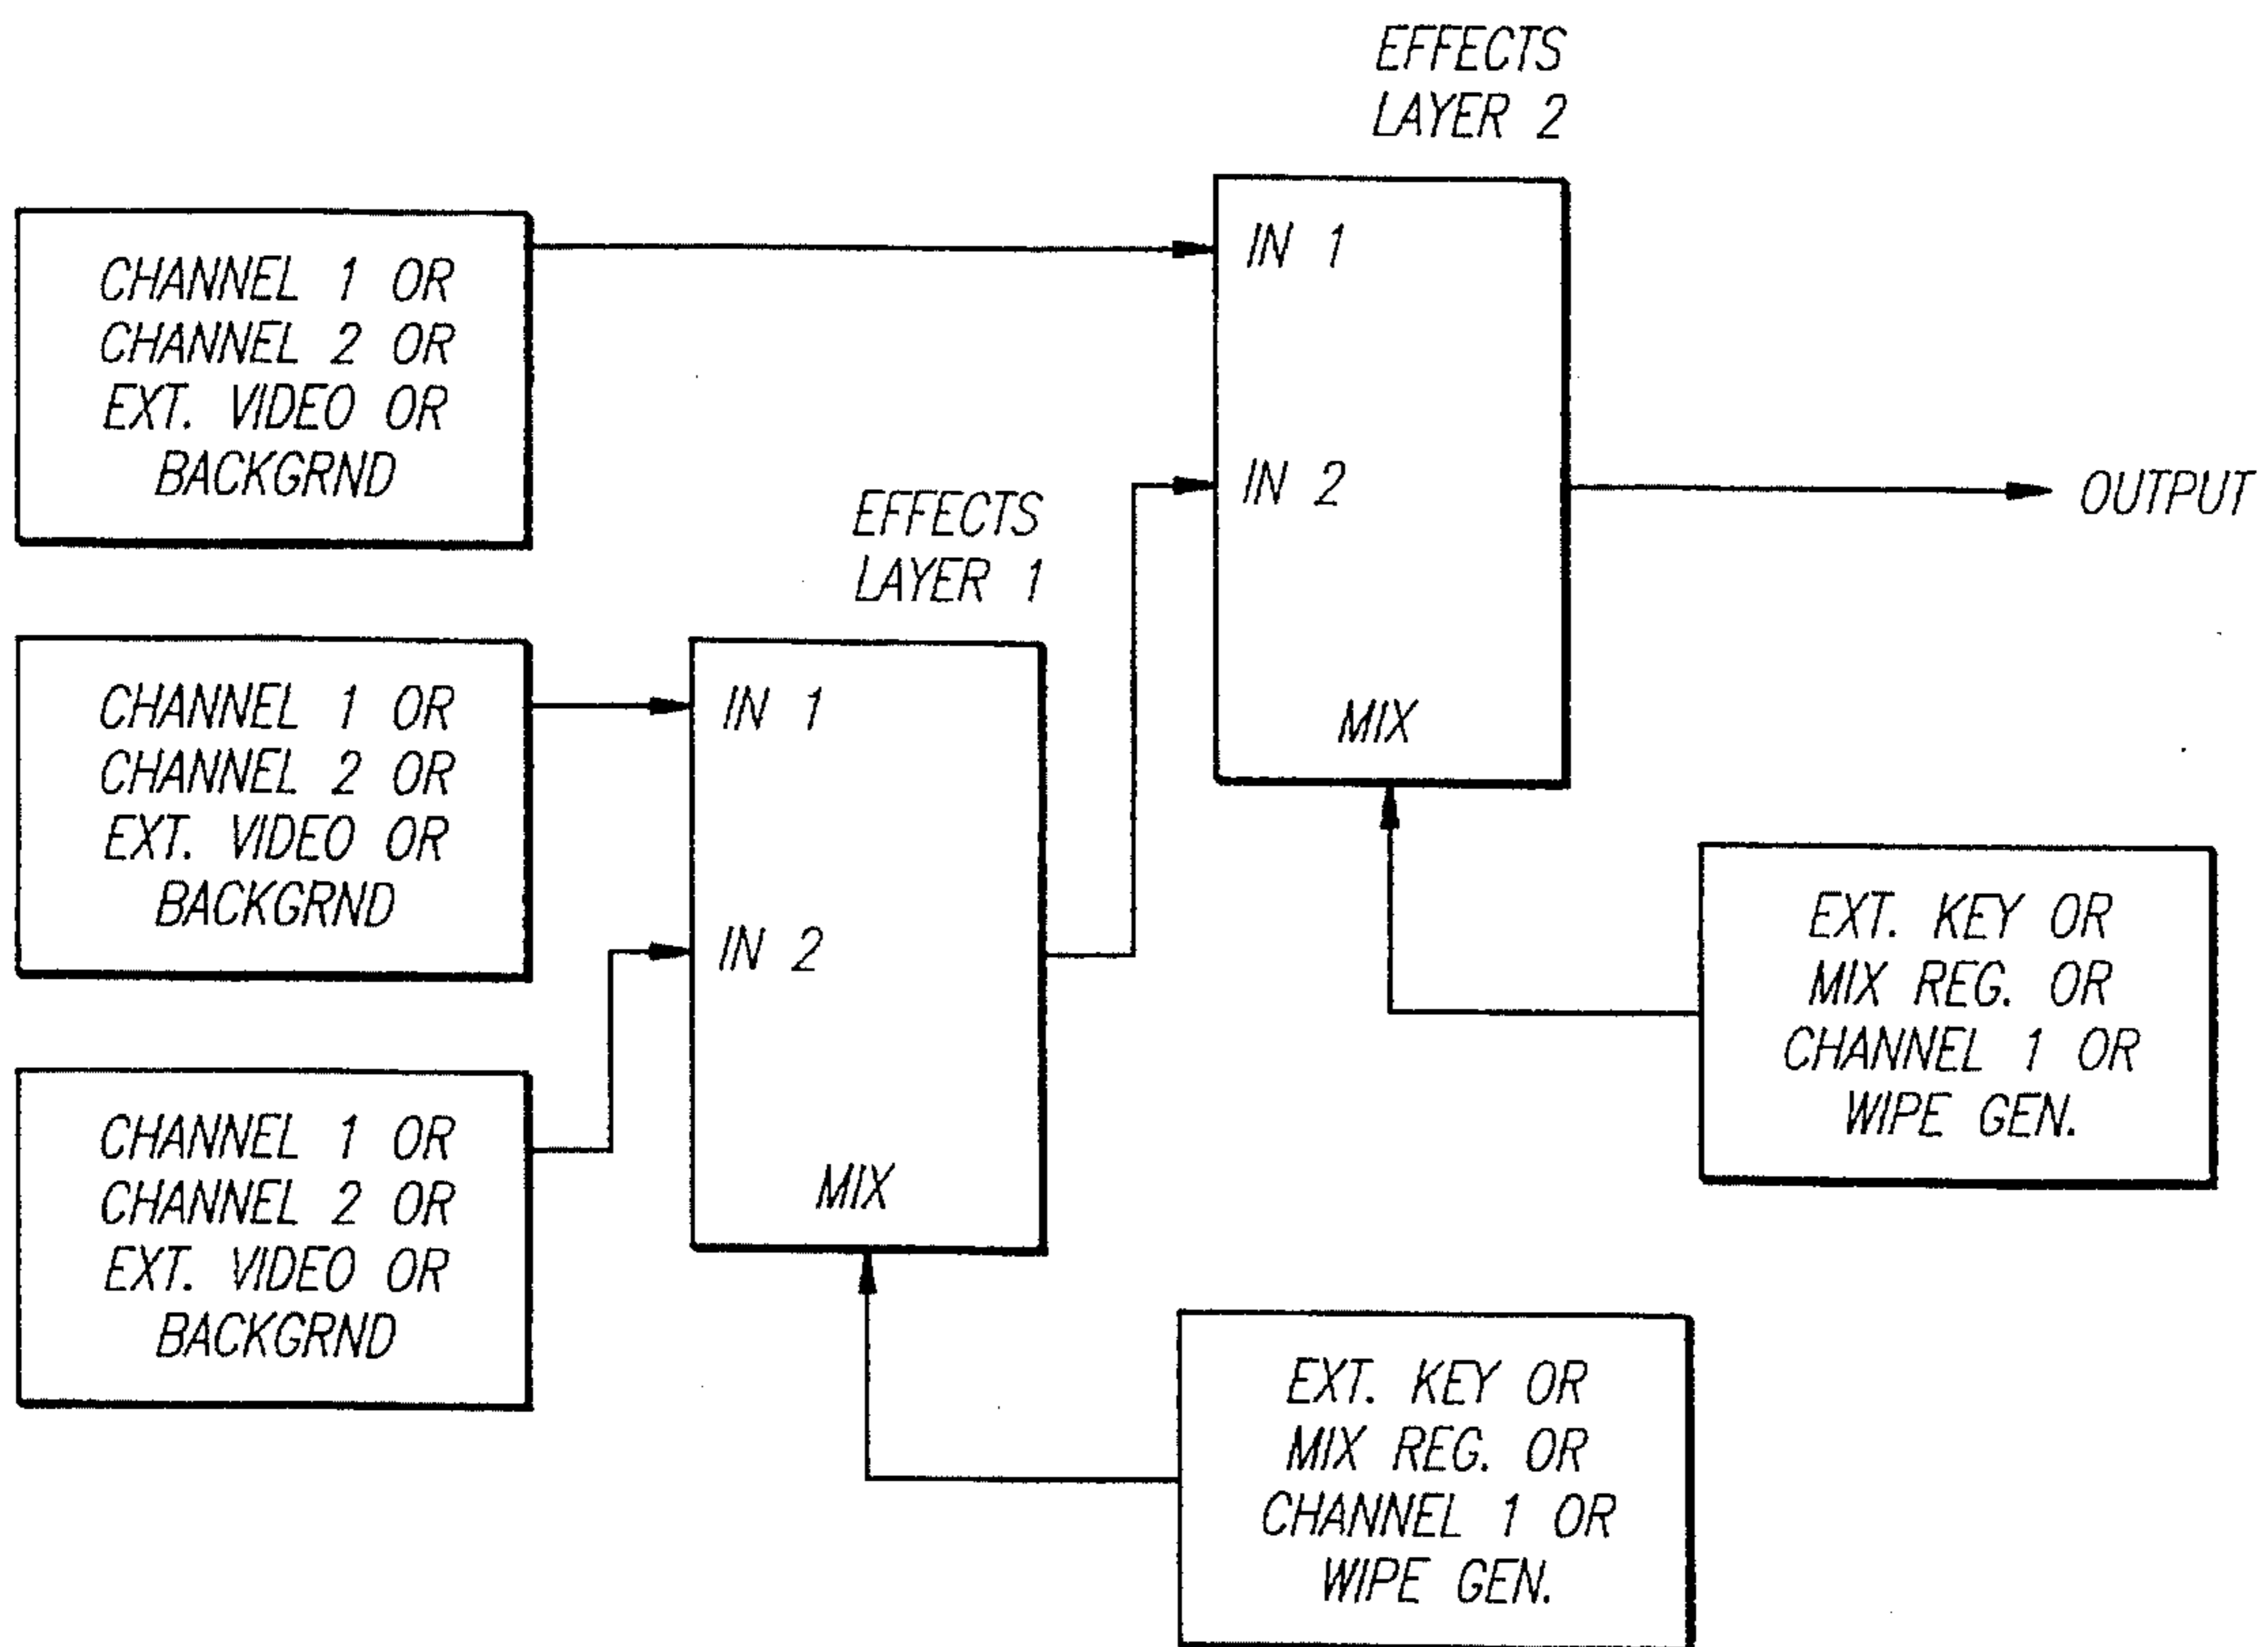 EFFECTS
LAYER 2
CHANNEL 1 OR
CHANNEL 2 OR
EXT. VIDEO OR
BACKGRND
IN 1
IN 2
MIX
OUTPUT
EFFECTS
LAYER 1
CHANNEL 1 OR
CHANNEL 2 OR
EXT. VIDEO OR
BACKGRND
IN 1
IN 2
MIX
CHANNEL 1 OR
CHANNEL 2 OR
EXT. VIDEO OR
BACKGRND
EXT. KEY OR
MIX REG. OR
CHANNEL 1 OR
WIPE GEN.
EXT. KEY OR
MIX REG. OR
CHANNEL 1 OR
WIPE GEN.